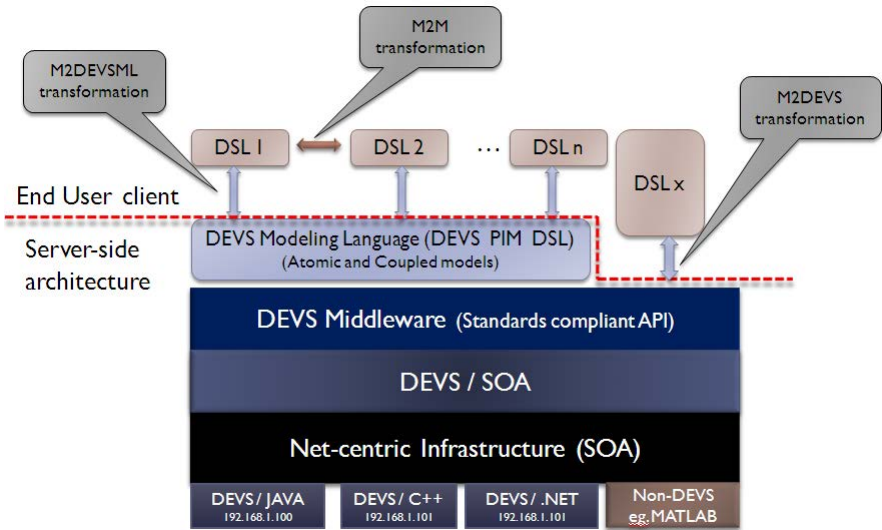 M2M
transformation
M2DEVSML
transformation
M2DEVS
transformation
DSL 1
DSL 2
...
DSL n
DSL x
End User client
Server-side
architecture
DEVS Modeling Language (DEVS PIM DSL)
(Atomic and Coupled models)
DEVS Middleware (Standards compliant API)
DEVS / SOA
Net-centric Infrastructure (SOA)
DEVS / JAVA
192.168.1.100
DEVS / C++
192.168.1.101
DEVS / .NET
192.168.1.101
Non-DEVS
eg.MATLAB